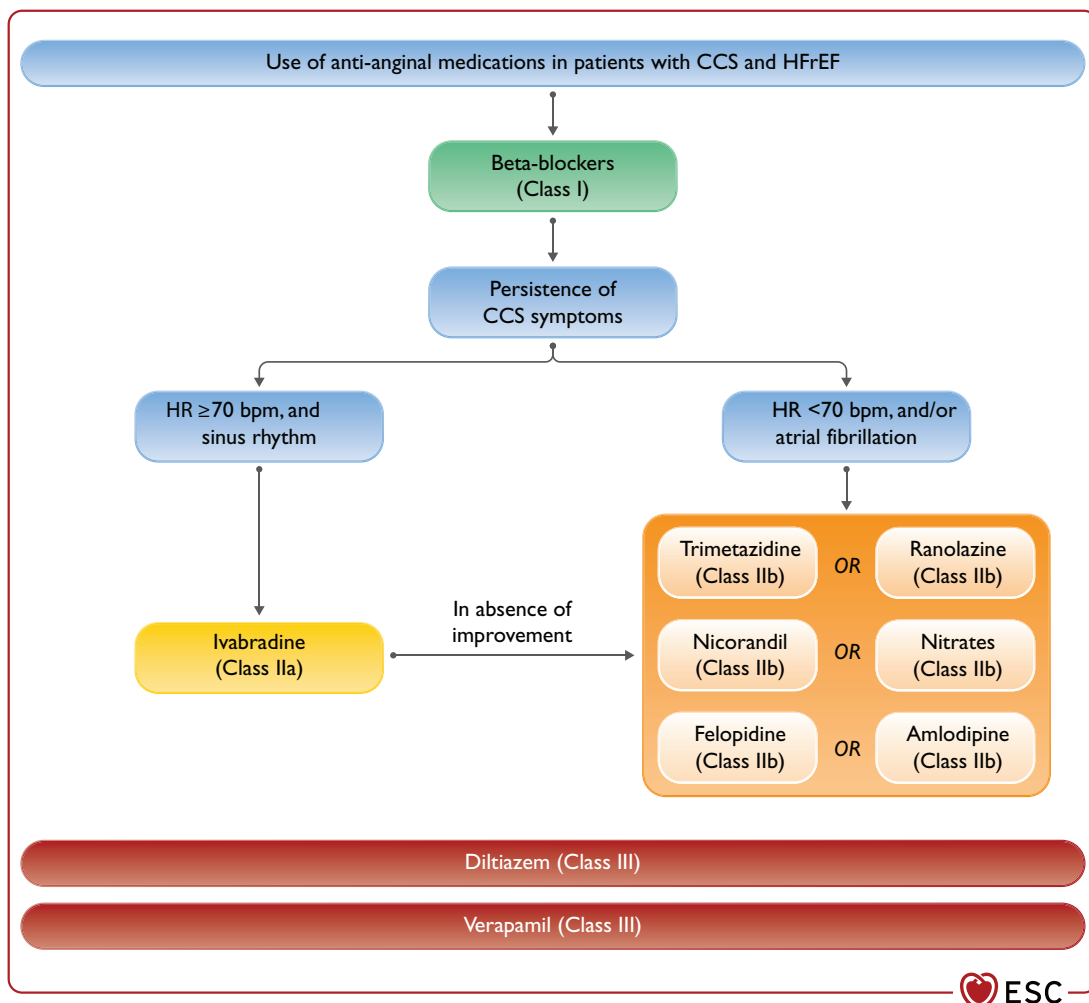 Use of anti-anginal medications in patients with CCS and HFrEF
Beta-blockers
(Class I)
Persistence of
CCS symptoms
HR ≥70 bpm, and
sinus rhythm
HR <70 bpm, and/or
atrial fibrillation
Trimetazidine
(Class IIb)
OR
Ranolazine
(Class IIb)
In absence of
improvement
Ivabradine
(Class IIa)
Nicorandil
(Class IIb)
OR
Nitrates
(Class IIb)
Felopidine
(Class IIb)
OR
Amlodipine
(Class IIb)
Diltiazem (Class III)
Verapamil (Class III)
ESC